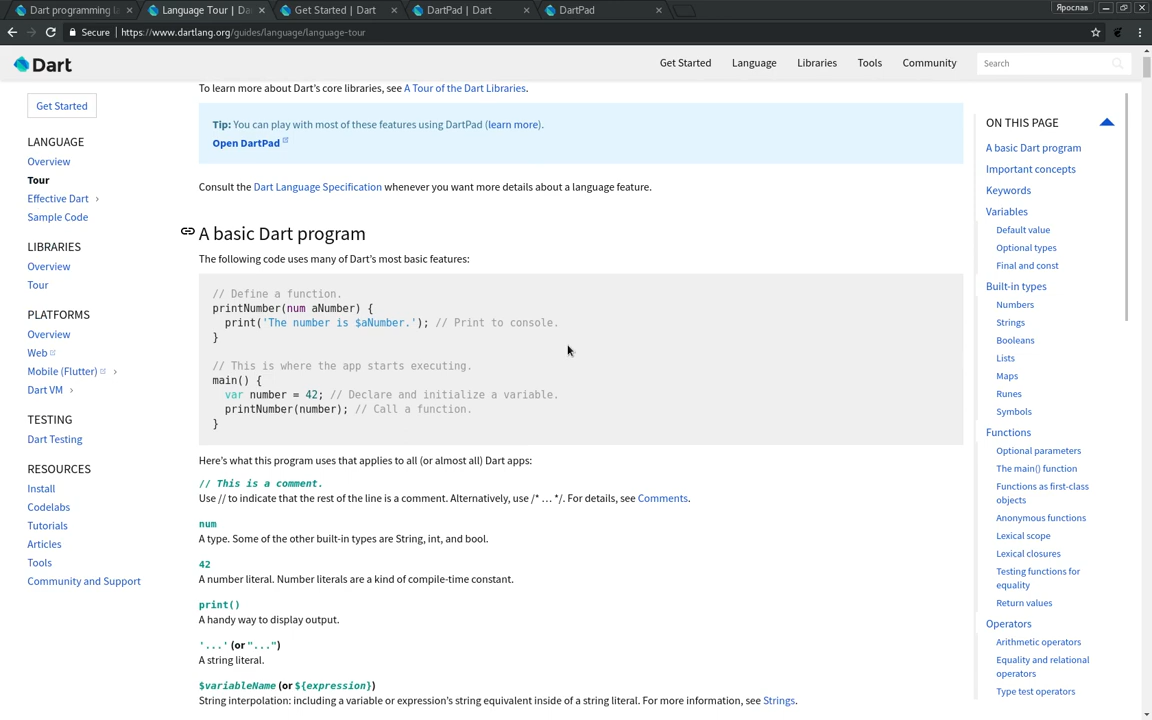 Dart programming la
Language Tour | Da
Get Started | Dart
DartPad | Dart
DartPad
Ярослав
Secure
https://www.dartlang.org/guides/language/language-tour
Dart
Get Started
Language
Libraries
Tools
Community
Search
Get Started
LANGUAGE
Overview
Tour
Effective Dart
Sample Code
LIBRARIES
Overview
Tour
PLATFORMS
Overview
Web
Mobile (Flutter)
Dart VM
TESTING
Dart Testing
RESOURCES
Install
Codelabs
Tutorials
Articles
Tools
Community and Support
To learn more about Dart’s core libraries, see A Tour of the Dart Libraries.
Tip: You can play with most of these features using DartPad (learn more).
Open DartPad
Consult the Dart Language Specification whenever you want more details about a language feature.
A basic Dart program
The following code uses many of Dart’s most basic features:
// Define a function.
printNumber(num aNumber) {
print('The number is $aNumber.'); // Print to console.
}
// This is where the app starts executing.
main() {
var number = 42; // Declare and initialize a variable.
printNumber(number); // Call a function.
}
Here’s what this program uses that applies to all (or almost all) Dart apps:
// This is a comment.
Use // to indicate that the rest of the line is a comment. Alternatively, use /* … */. For details, see Comments.
num
A type. Some of the other built-in types are String, int, and bool.
42
A number literal. Number literals are a kind of compile-time constant.
print()
A handy way to display output.
'...' (or "...")
A string literal.
$variableName (or ${expression})
String interpolation: including a variable or expression’s string equivalent inside of a string literal. For more information, see Strings.
ON THIS PAGE
A basic Dart program
Important concepts
Keywords
Variables
Default value
Optional types
Final and const
Built-in types
Numbers
Strings
Booleans
Lists
Maps
Runes
Symbols
Functions
Optional parameters
The main() function
Functions as first-class
objects
Anonymous functions
Lexical scope
Lexical closures
Testing functions for
equality
Return values
Operators
Arithmetic operators
Equality and relational
operators
Type test operators